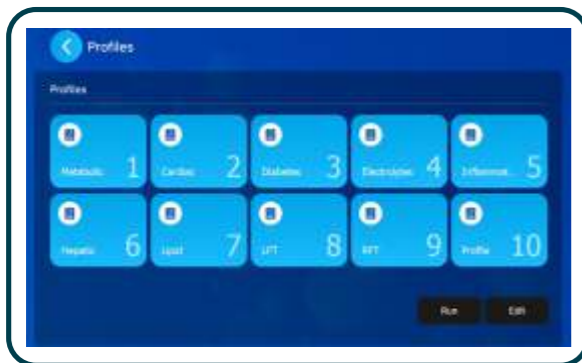 Profiles
Profiles
1 2 3 4 5
Metabolic Cardiac Diabetes Electrolytes Inflammat...
6 7 8 9 10
Hepatic Lipid LFT RFT Profile
Run Edit